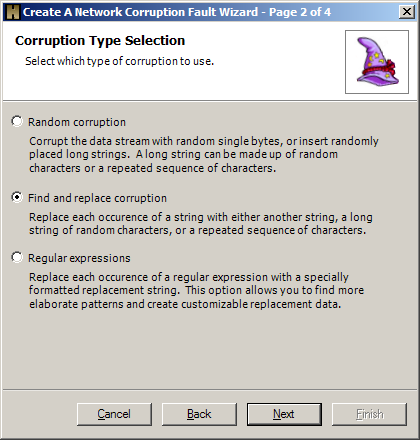 Create A Network Corruption Fault Wizard - Page 2 of 4
Corruption Type Selection
Select which type of corruption to use.
Random corruption
Corrupt the data stream with random single bytes, or insert randomly
placed long strings. A long string can be made up of random
characters or a repeated sequence of characters.
Find and replace corruption
Replace each occurence of a string with either another string, a long
string of random characters, or a repeated sequence of characters.
Regular expressions
Replace each occurence of a regular expression with a specially
formatted replacement string. This option allows you to find more
elaborate patterns and create customizable replacement data.
Cancel
Back
Next
Finish